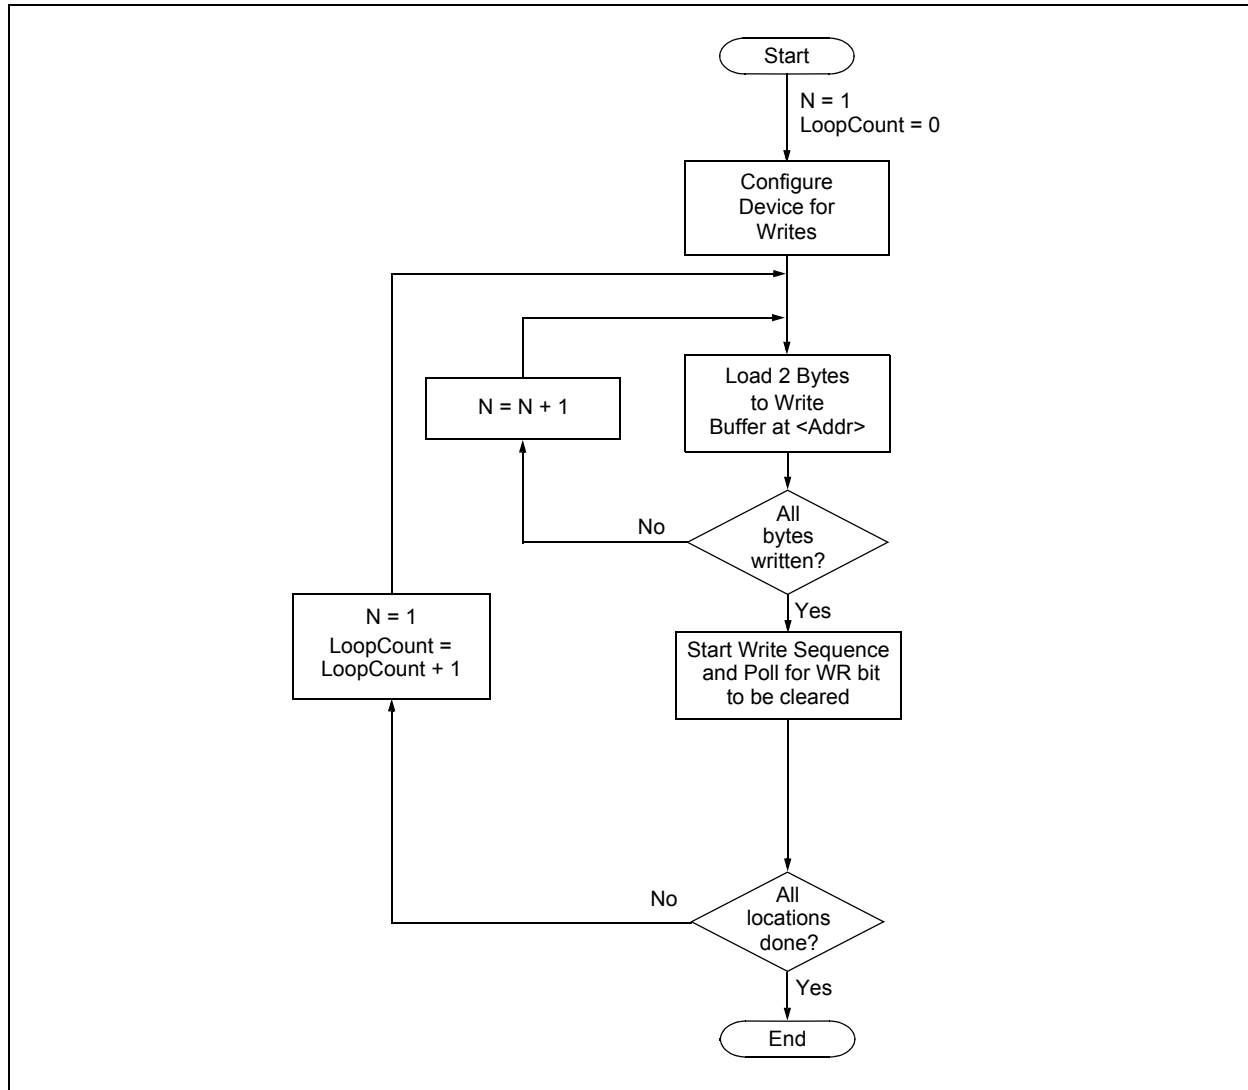 Start
N = 1
LoopCount = 0
Configure
Device for
Writes
Load 2 Bytes
to Write
Buffer at <Addr>
N = N + 1
All
bytes
written?
No
Yes
Start Write Sequence
and Poll for WR bit
to be cleared
N = 1
LoopCount =
LoopCount + 1
All
locations
done?
No
Yes
End